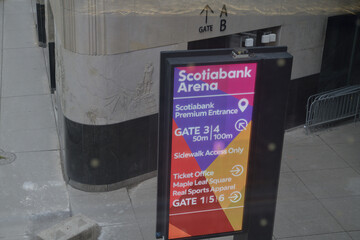 A
GATE B
Scotiabank
Arena
Scotiabank
Premium Entrance
GATE 3|4
50m 100m
Sidewalk Access Only
Ticket Office
Maple Leaf Square
Real Sports
GATE 1|5|6